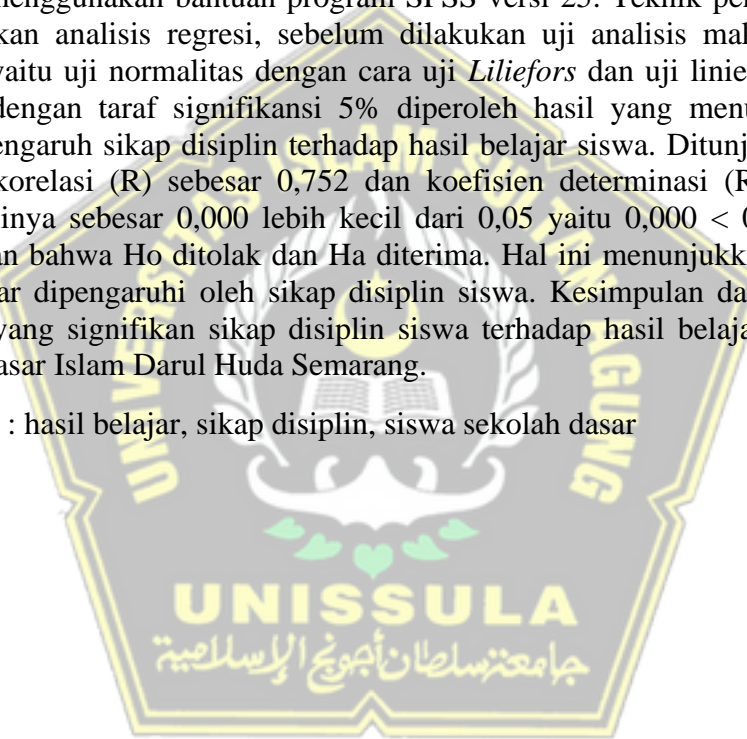 menggunakan bantuan program SPSS versi 25. Teknik pe
kan analisis regresi, sebelum dilakukan uji analisis mak
yaitu uji normalitas dengan cara uji Liliefors dan uji linie
dengan taraf signifikansi 5% diperoleh hasil yang menu
engaruh sikap disiplin terhadap hasil belajar siswa. Ditunj
korelasi (R) sebesar 0,752 dan koefisien determinasi (R
inya sebesar 0,000 lebih kecil dari 0,05 yaitu 0,000 < 0
an bahwa Ho ditolak dan Ha diterima. Hal ini menunjukk
ar dipengaruhi oleh sikap disiplin siswa. Kesimpulan da
yang signifikan sikap disiplin siswa terhadap hasil belaja
asar Islam Darul Huda Semarang.
: hasil belajar, sikap disiplin, siswa sekolah dasar
UNIVERSITAS ISLAM SULTAN AGUNG
UNISSULA
جامعة سلطان أجونج الإسلامية